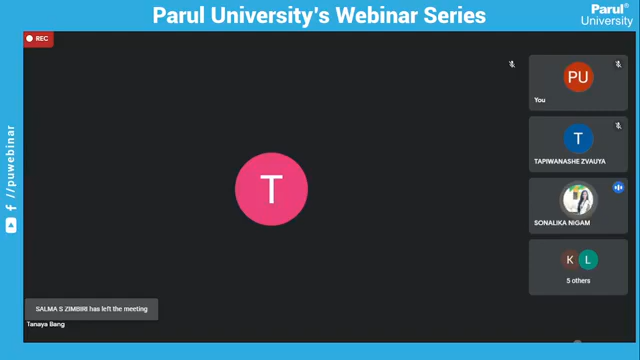 Parul University's Webinar Series
Parul®
University
REC
PU
You
T
TAPIWANASHE ZVAUYA
T
SONALIKA NIGAM
K L
5 others
SALMA S ZIMBIRI has left the meeting
Tanaya Bang
//puwebinar